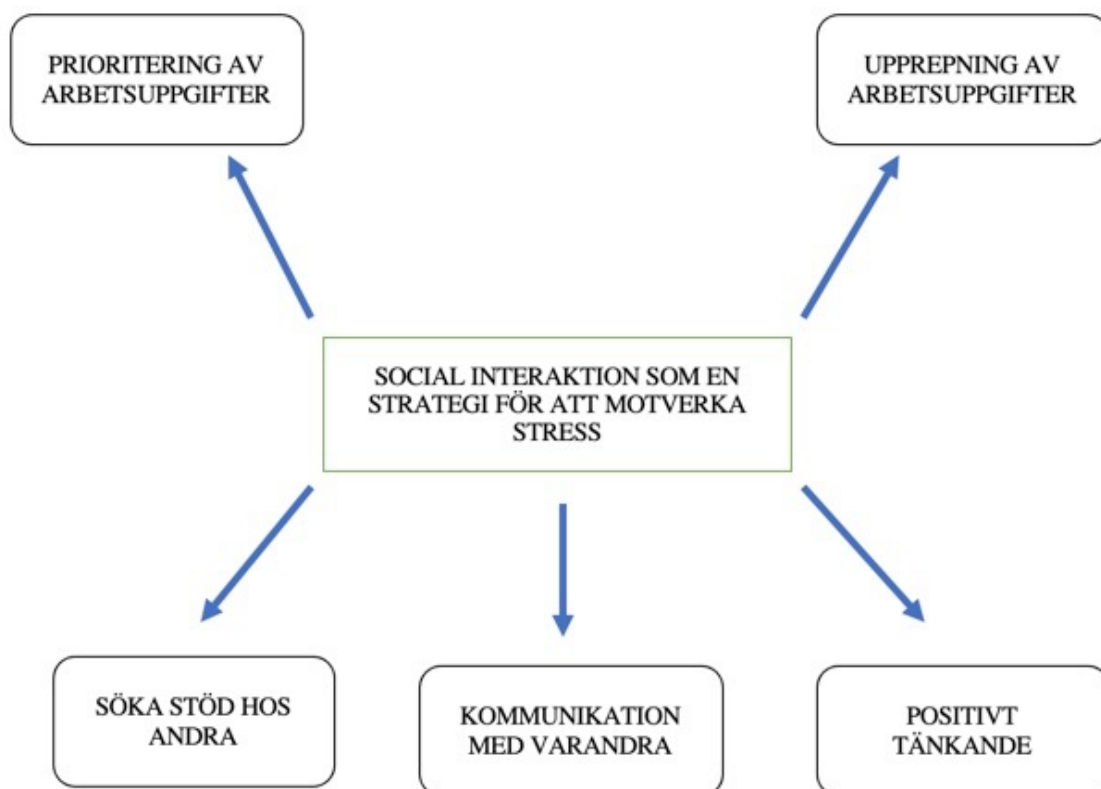 PRIORITERING AV
ARBETSUPPGIFTER
UPPREPNING AV
ARBETSUPPGIFTER
SOCIAL INTERAKTION SOM EN
STRATEGI FÖR ATT MOTVERKA
STRESS
SÖKA STÖD HOS
ANDRA
KOMMUNIKATION
MED VARANDRA
POSITIVT
TÄNKANDE